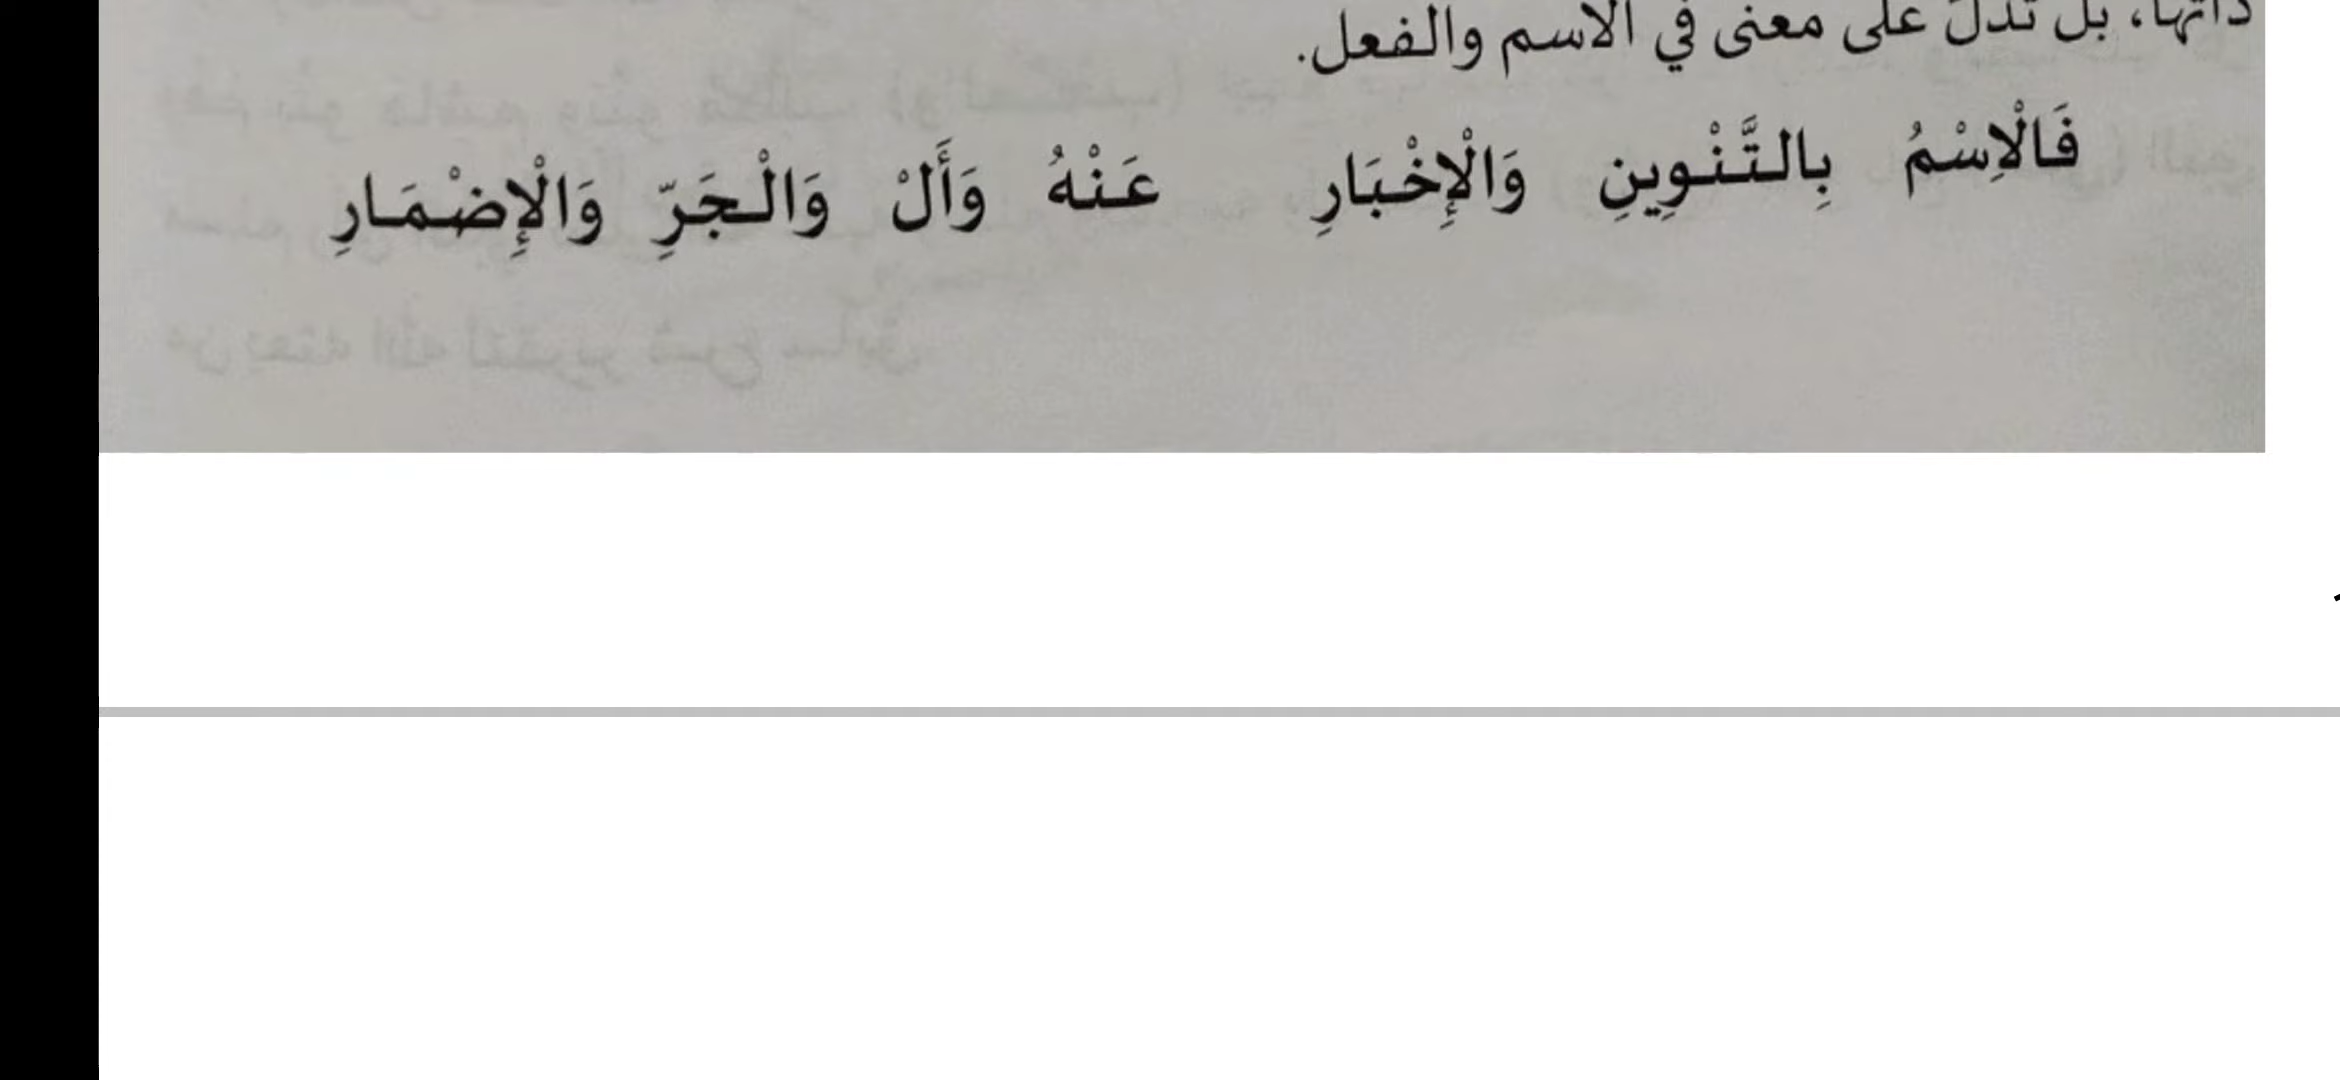 ذاتها، بل تدلّ على معنى في الاسم والفعل.
فَالْاِسْمُ بِالتَّنْوِينِ وَالْإِخْبَارِ عَنْهُ وَأَلْ وَالْجَرِّ وَالْإِضْمَارِ